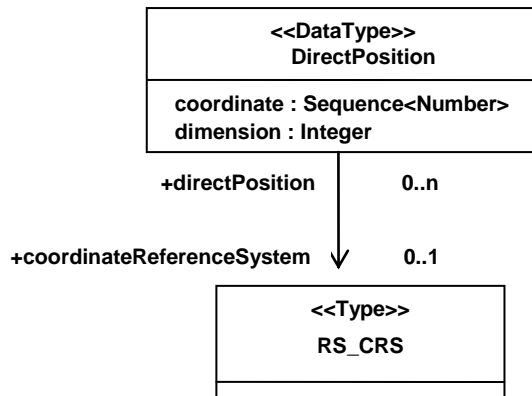 <<DataType>>
DirectPosition
coordinate : Sequence<Number>
dimension : Integer
+directPosition 0..n
+coordinateReferenceSystem 0..1
<<Type>>
RS_CRS